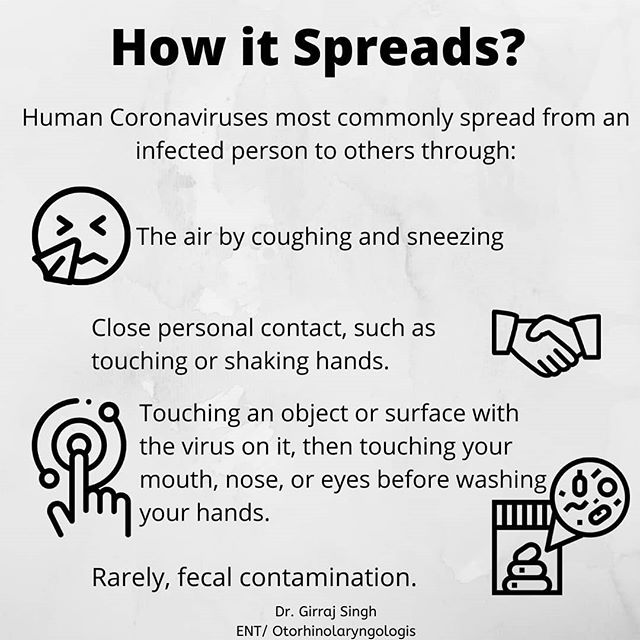 How it Spreads?
Human Coronaviruses most commonly spread from an
infected person to others through:
The air by coughing and sneezing
Close personal contact, such as
touching or shaking hands.
Touching an object or surface with
the virus on it, then touching your
mouth, nose, or eyes before washing
your hands.
Rarely, fecal contamination.
Dr. Girraj Singh
ENT/ Otorhinolaryngologis